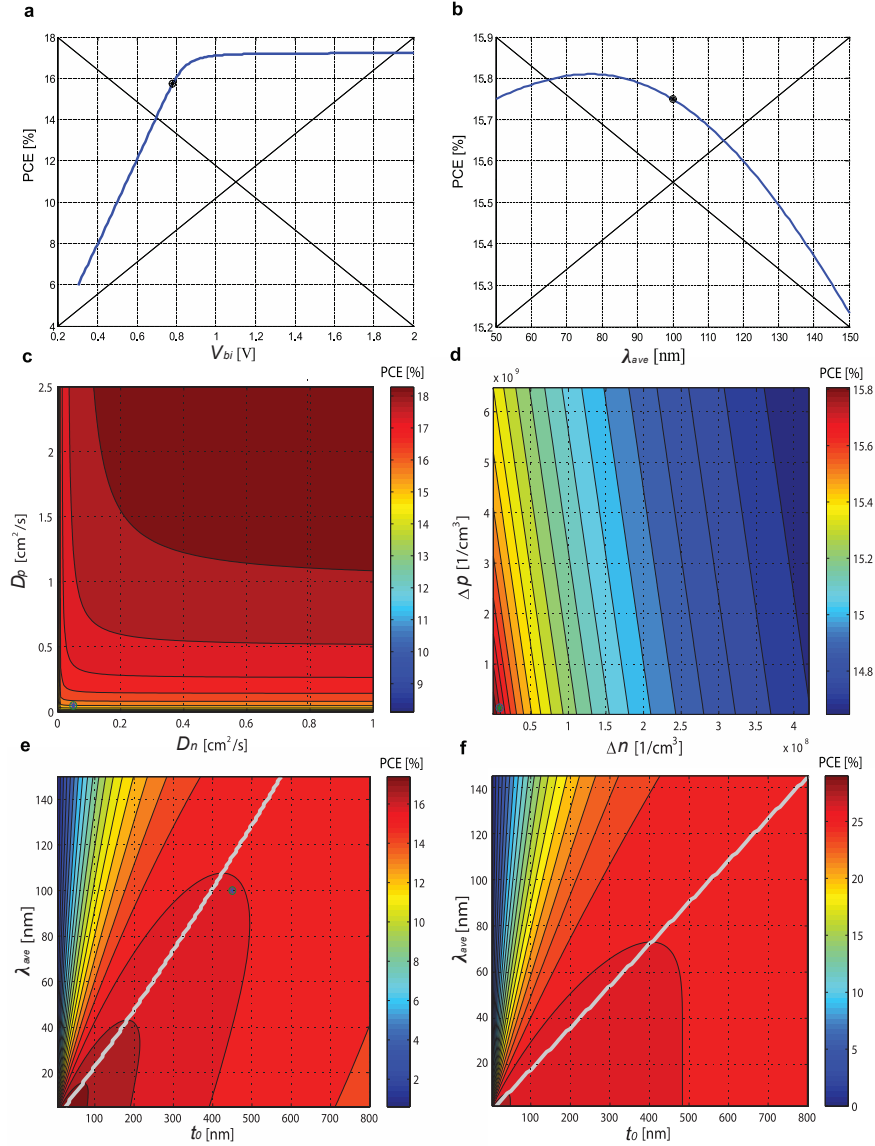 a
18
16
14
12
10
8
6
4
PCE [%]
0.2 0.4 0.6 0.8 1 1.2 1.4 1.6 1.8 2
V_bi [V]
b
15.9
15.8
15.7
15.6
15.5
15.4
15.3
15.2
PCE [%]
50 60 70 80 90 100 110 120 130 140 150
λ_ave [nm]
c
PCE [%]
2.5
2
1.5
1
0.5
0
D_p [cm²/s]
0 0.2 0.4 0.6 0.8 1
D_n [cm²/s]
18
17
16
15
14
13
12
11
10
9
d
x 10⁹
PCE [%]
6
5
4
3
2
1
Δp [1/cm³]
0.5 1 1.5 2 2.5 3 3.5 4
Δn [1/cm³]
x 10⁸
15.8
15.6
15.4
15.2
15
14.8
e
PCE [%]
140
120
100
80
60
40
20
λ_ave [nm]
100 200 300 400 500 600 700 800
t_0 [nm]
16
14
12
10
8
6
4
2
f
PCE [%]
140
120
100
80
60
40
20
λ_ave [nm]
100 200 300 400 500 600 700 800
t_0 [nm]
25
20
15
10
5
0